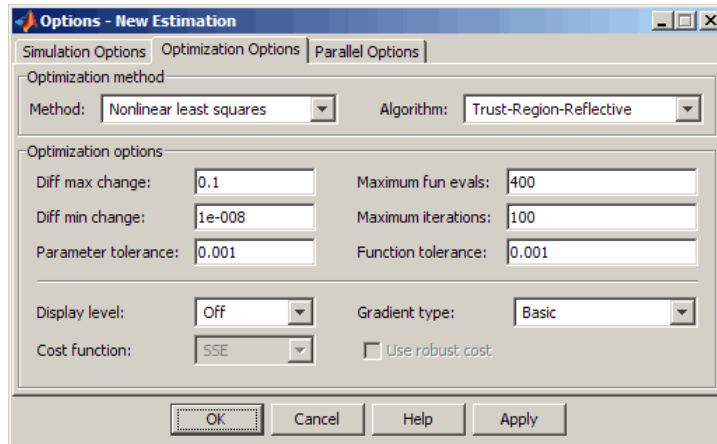 Options - New Estimation
Simulation Options Optimization Options Parallel Options
Optimization method
Method: Nonlinear least squares Algorithm: Trust-Region-Reflective
Optimization options
Diff max change: 0.1 Maximum fun evals: 400
Diff min change: 1e-008 Maximum iterations: 100
Parameter tolerance: 0.001 Function tolerance: 0.001
Display level: Off Gradient type: Basic
Cost function: SSE Use robust cost
OK Cancel Help Apply